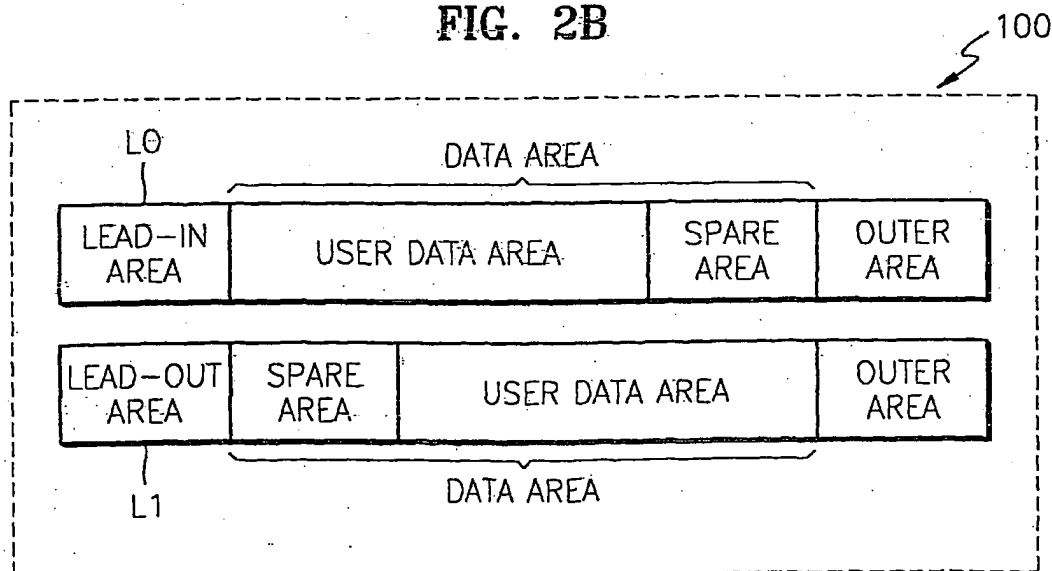 FIG. 2B
100
L0
DATA AREA
LEAD-IN
AREA
USER DATA AREA
SPARE
AREA
OUTER
AREA
LEAD-OUT
AREA
SPARE
AREA
USER DATA AREA
OUTER
AREA
L1
DATA AREA